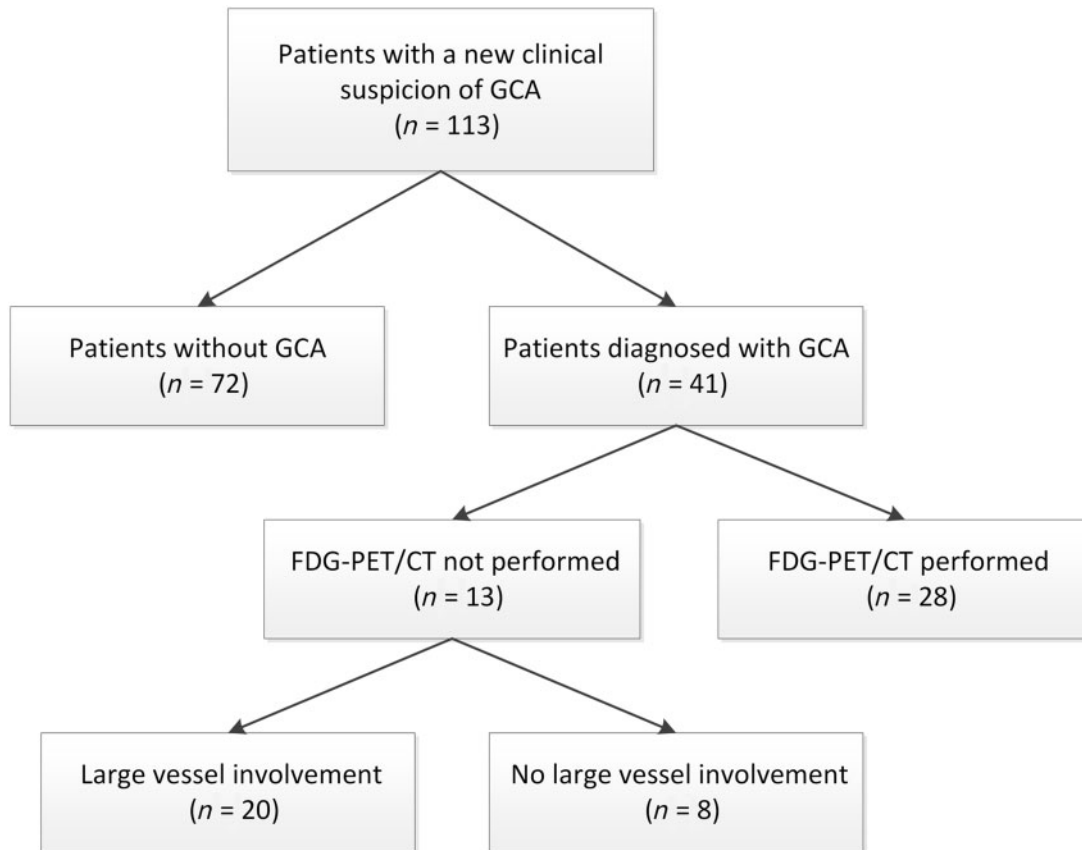 Patients with a new clinical
suspicion of GCA
(n = 113)
Patients without GCA
(n = 72)
Patients diagnosed with GCA
(n = 41)
FDG-PET/CT not performed
(n = 13)
FDG-PET/CT performed
(n = 28)
Large vessel involvement
(n = 20)
No large vessel involvement
(n = 8)